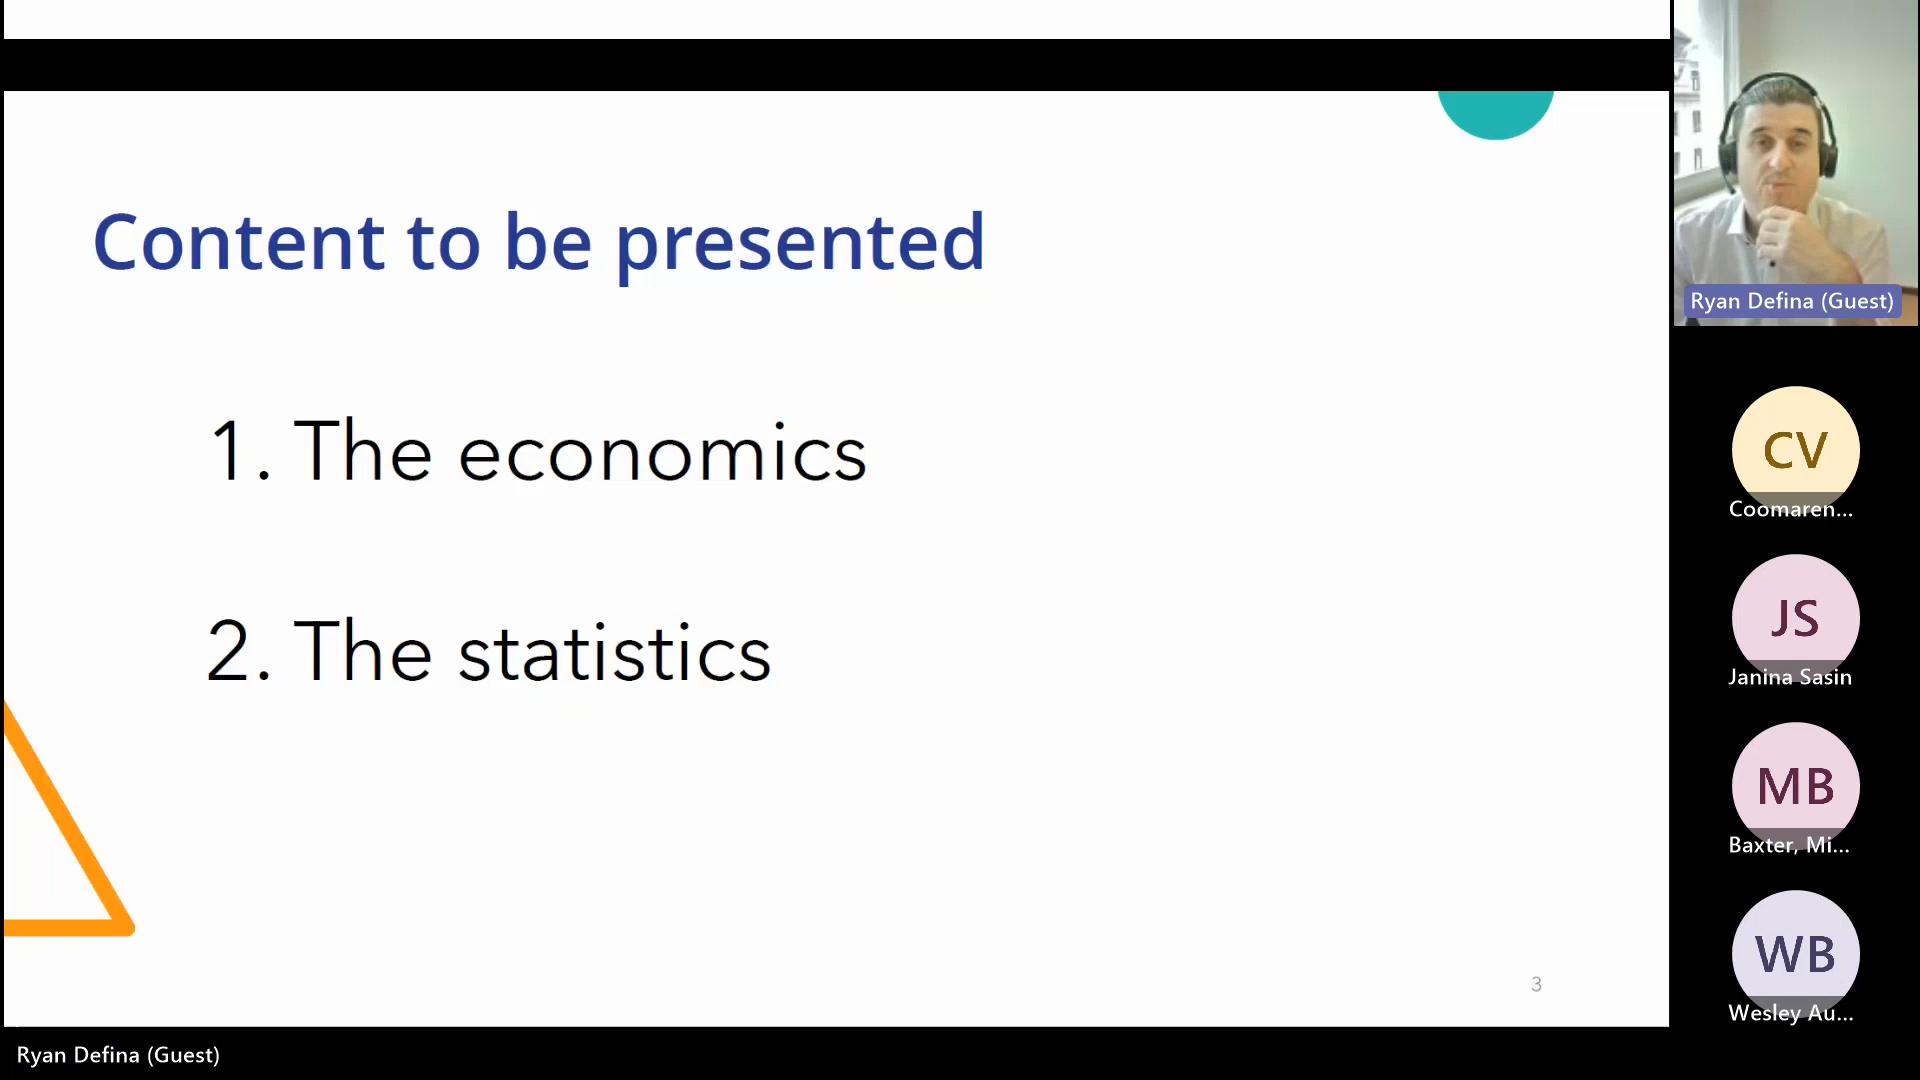 Content to be presented
1. The economics
2. The statistics
3
Ryan Defina (Guest)
Ryan Defina (Guest)
CV
Coomaren...
JS
Janina Sasin
MB
Baxter, Mi...
WB
Wesley Au...